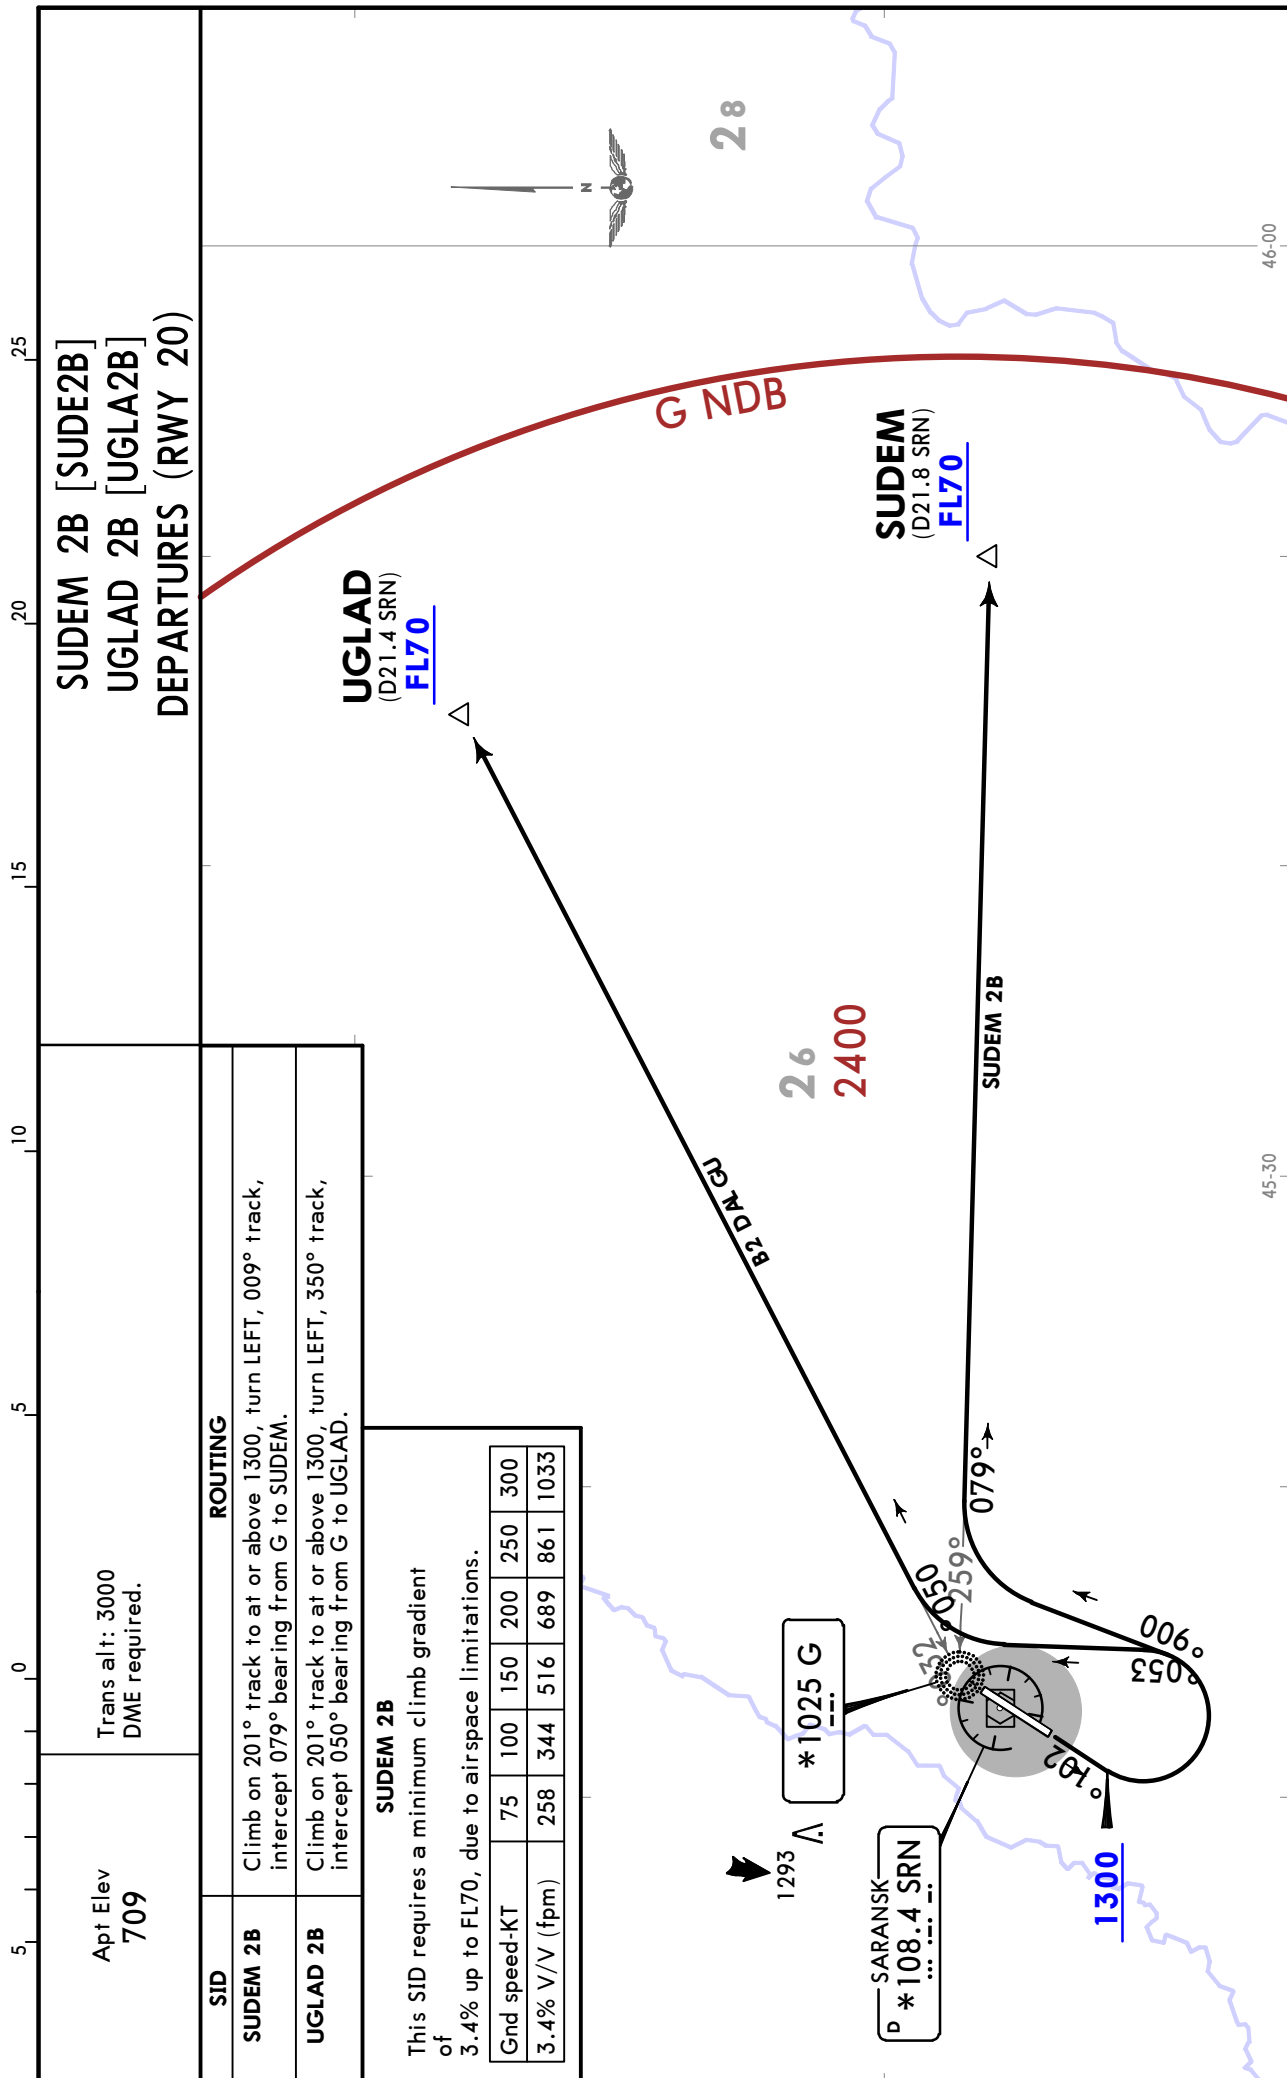 5
0
5
10
15
20
25
Apt Elev
709
Trans alt: 3000
DME required.
SUDEM 2B [SUDE2B]
UGLAD 2B [UGLA2B]
DEPARTURES (RWY 20)
SID
ROUTING
SUDEM 2B
Climb on 201° track to at or above 1300, turn LEFT, 009° track,
intercept 079° bearing from G to SUDEM.
UGLAD 2B
Climb on 201° track to at or above 1300, turn LEFT, 350° track,
intercept 050° bearing from G to UGLAD.
SUDEM 2B
This SID requires a minimum climb gradient
of
3.4% up to FL70, due to airspace limitations.
Gnd speed-KT 75 100 150 200 250 300
3.4% V/V (fpm) 258 344 516 689 861 1033
N
28
G NDB
UGLAD
(D21.4 SRN)
FL70
SUDEM
(D21.8 SRN)
FL70
B2 DALGU
26
2400
SUDEM 2B
1293
*1025 G
SARANSK
D *108.4 SRN
1300
°232
°050
259°
079°
°102
°053
°900
45-30
46-00